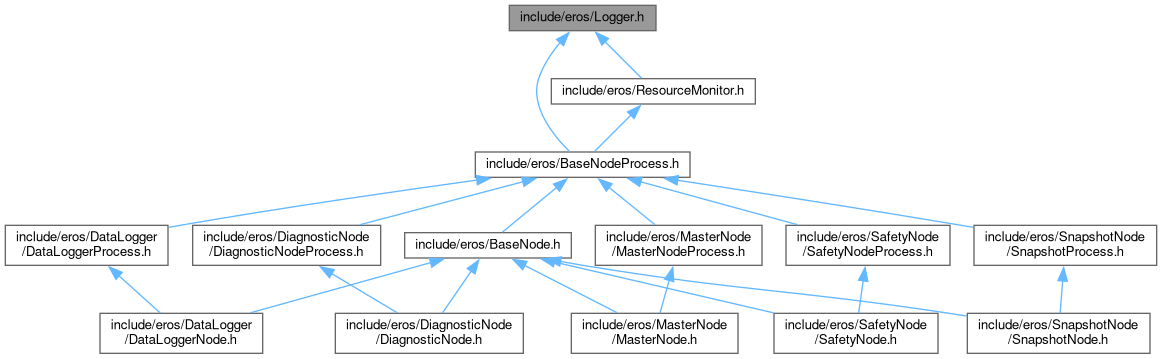 include/eros/Logger.h
include/eros/ResourceMonitor.h
include/eros/BaseNodeProcess.h
include/eros/DataLogger
/DataLoggerProcess.h
include/eros/DiagnosticNode
/DiagnosticNodeProcess.h
include/eros/BaseNode.h
include/eros/MasterNode
/MasterNodeProcess.h
include/eros/SafetyNode
/SafetyNodeProcess.h
include/eros/SnapshotNode
/SnapshotProcess.h
include/eros/DataLogger
/DataLoggerNode.h
include/eros/DiagnosticNode
/DiagnosticNode.h
include/eros/MasterNode
/MasterNode.h
include/eros/SafetyNode
/SafetyNode.h
include/eros/SnapshotNode
/SnapshotNode.h